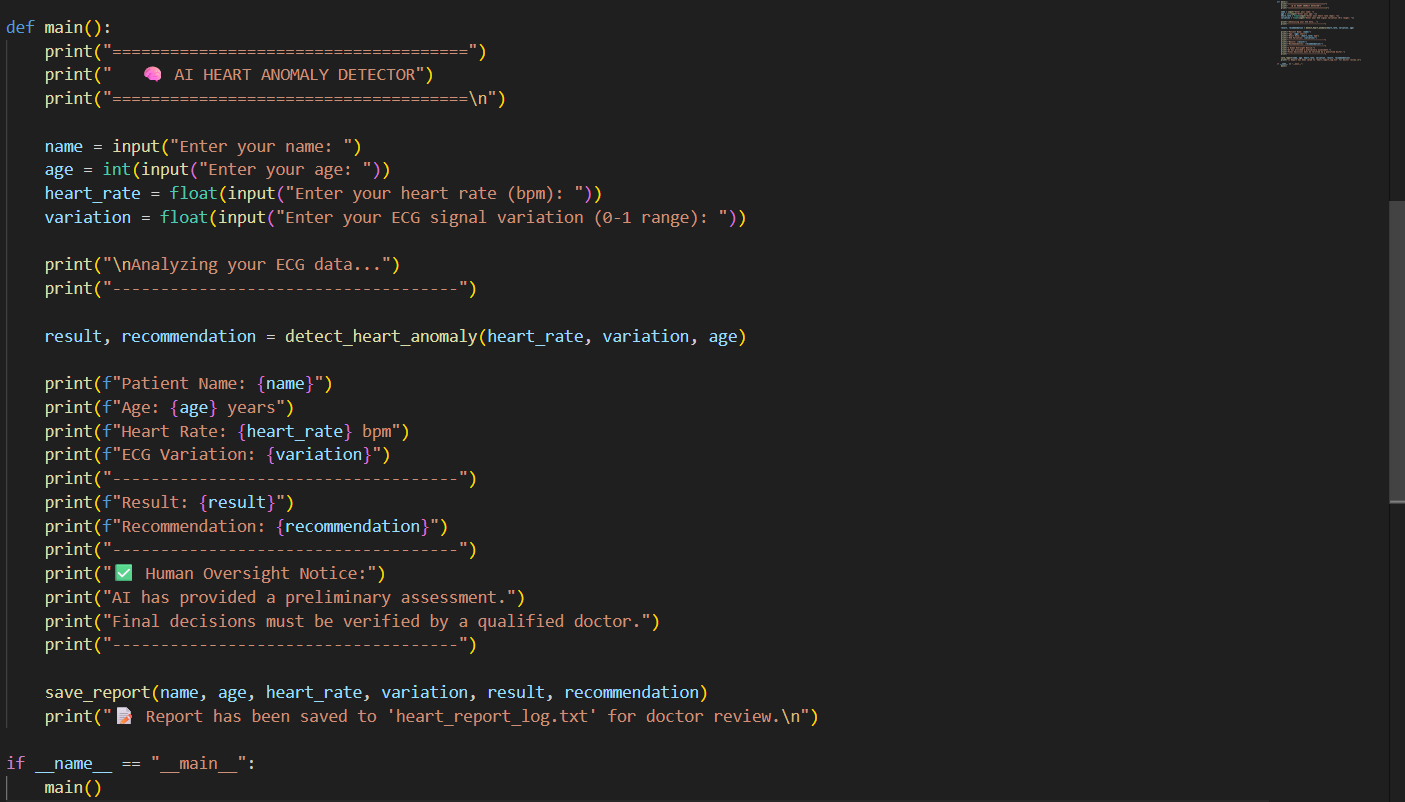 def main():
    print("=====================================")
    print("   🧠 AI HEART ANOMALY DETECTOR")
    print("=====================================\n")
    name = input("Enter your name: ")
    age = int(input("Enter your age: "))
    heart_rate = float(input("Enter your heart rate (bpm): "))
    variation = float(input("Enter your ECG signal variation (0-1 range): "))
    print("\nAnalyzing your ECG data...")
    print("------------------------------------")
    result, recommendation = detect_heart_anomaly(heart_rate, variation, age)
    print(f"Patient Name: {name}")
    print(f"Age: {age} years")
    print(f"Heart Rate: {heart_rate} bpm")
    print(f"ECG Variation: {variation}")
    print("------------------------------------")
    print(f"Result: {result}")
    print(f"Recommendation: {recommendation}")
    print("------------------------------------")
    print("✅ Human Oversight Notice:")
    print("AI has provided a preliminary assessment.")
    print("Final decisions must be verified by a qualified doctor.")
    print("------------------------------------")
    save_report(name, age, heart_rate, variation, result, recommendation)
    print("📝 Report has been saved to 'heart_report_log.txt' for doctor review.\n")
if __name__ == "__main__":
    main()